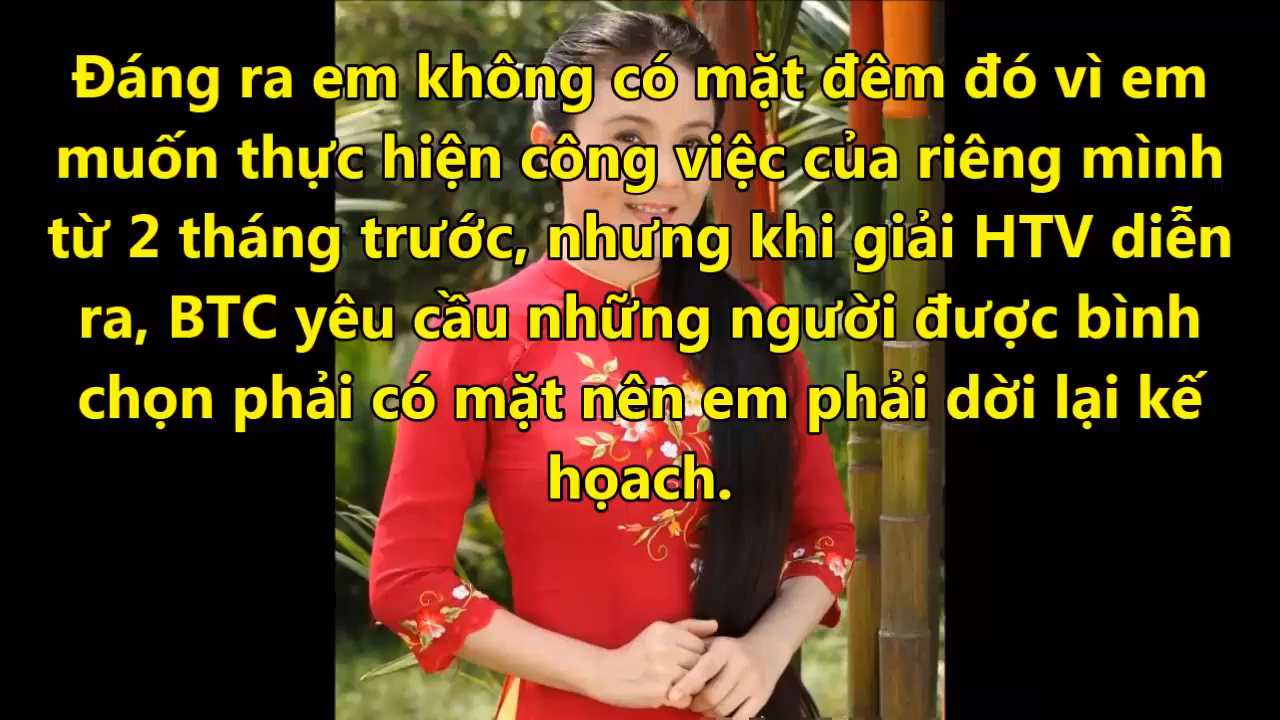 Đáng ra em không có mặt đêm đó vì em
muốn thực hiện công việc của riêng mình
từ 2 tháng trước, nhưng khi giải HTV diễn
ra, BTC yêu cầu những người được bình
chọn phải có mặt nên em phải dời lại kế
họach.